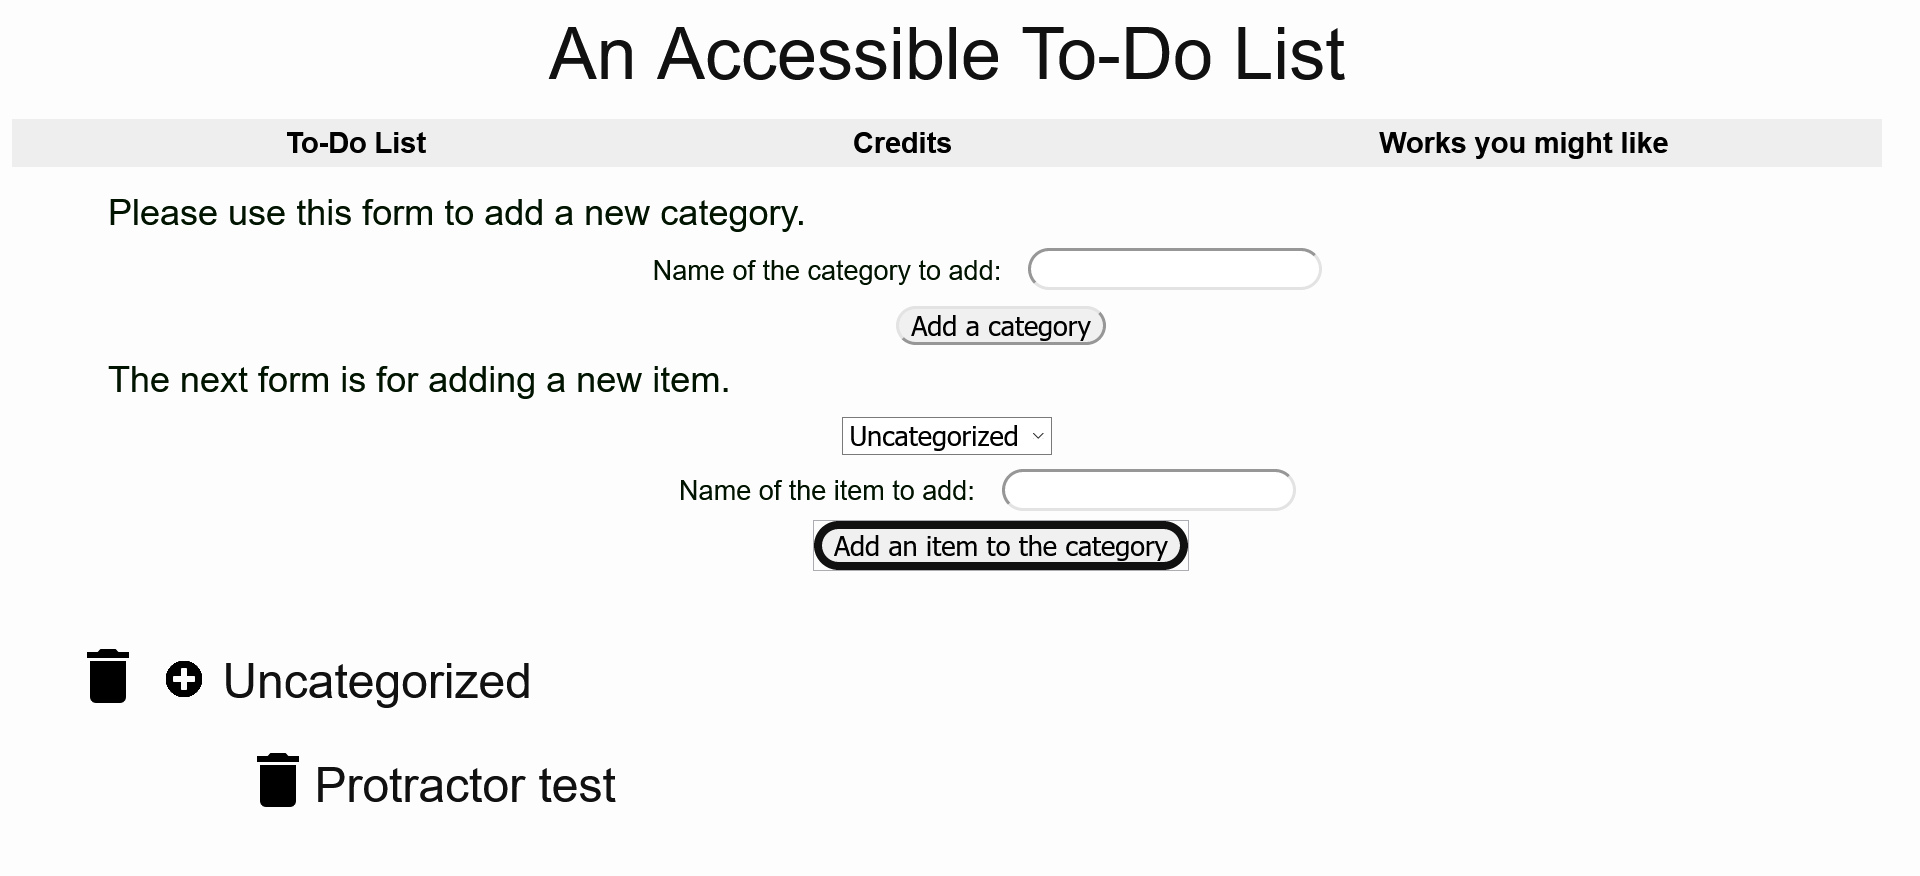 An Accessible To-Do List
To-Do List Credits Works you might like
Please use this form to add a new category.
Name of the category to add:
Add a category
The next form is for adding a new item.
Uncategorized
Name of the item to add:
Add an item to the category
Uncategorized
Protractor test